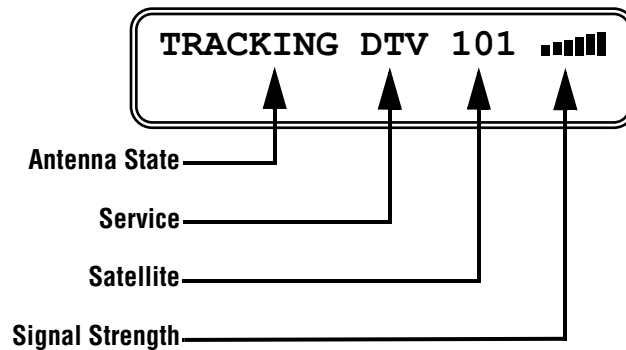 TRACKING DTV 101
Antenna State
Service
Satellite
Signal Strength